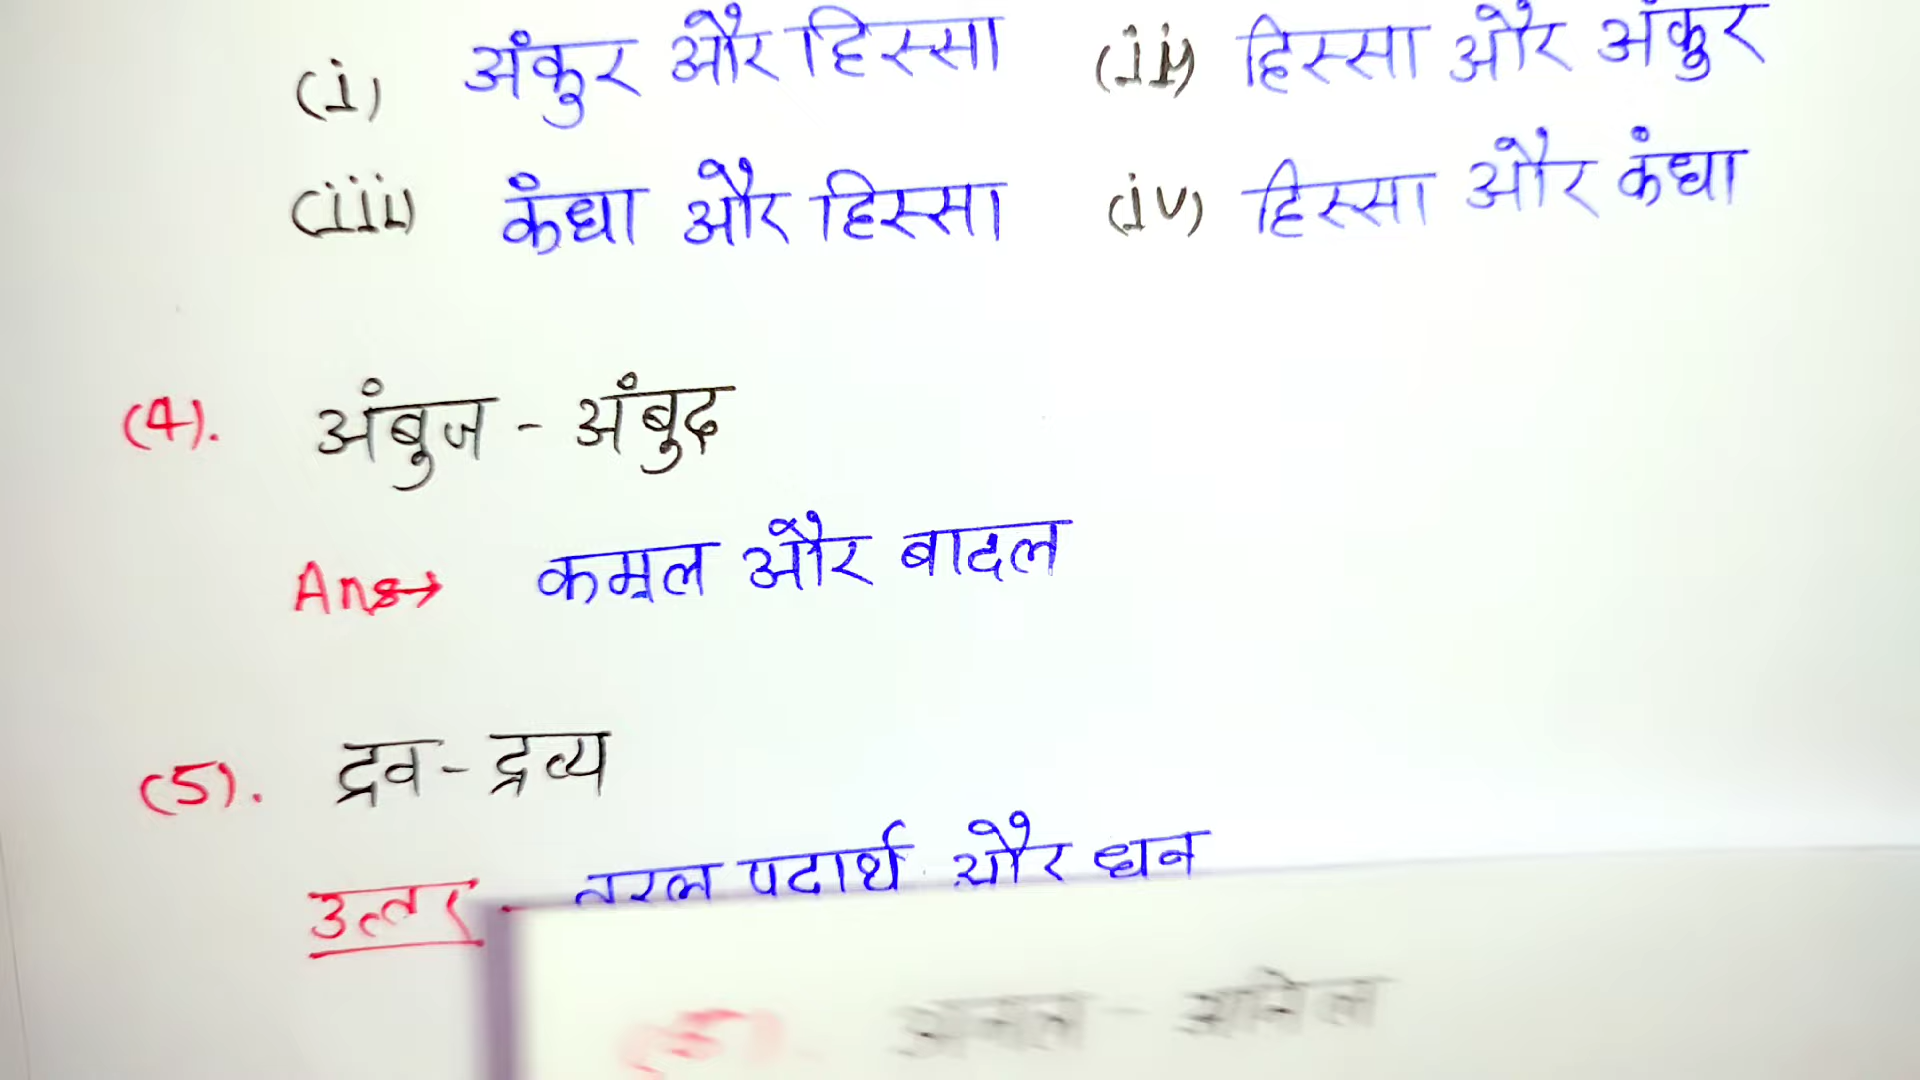 (i) अंकुर और हिस्सा (ii) हिस्सा और अंकुर
(iii) कंधा और हिस्सा (iv) हिस्सा और कंधा
(4). अंबुज - अंबुद
Ans→ कमल और बादल
(5). द्रव - द्रव्य
उत्तर - तरल पदार्थ और धन